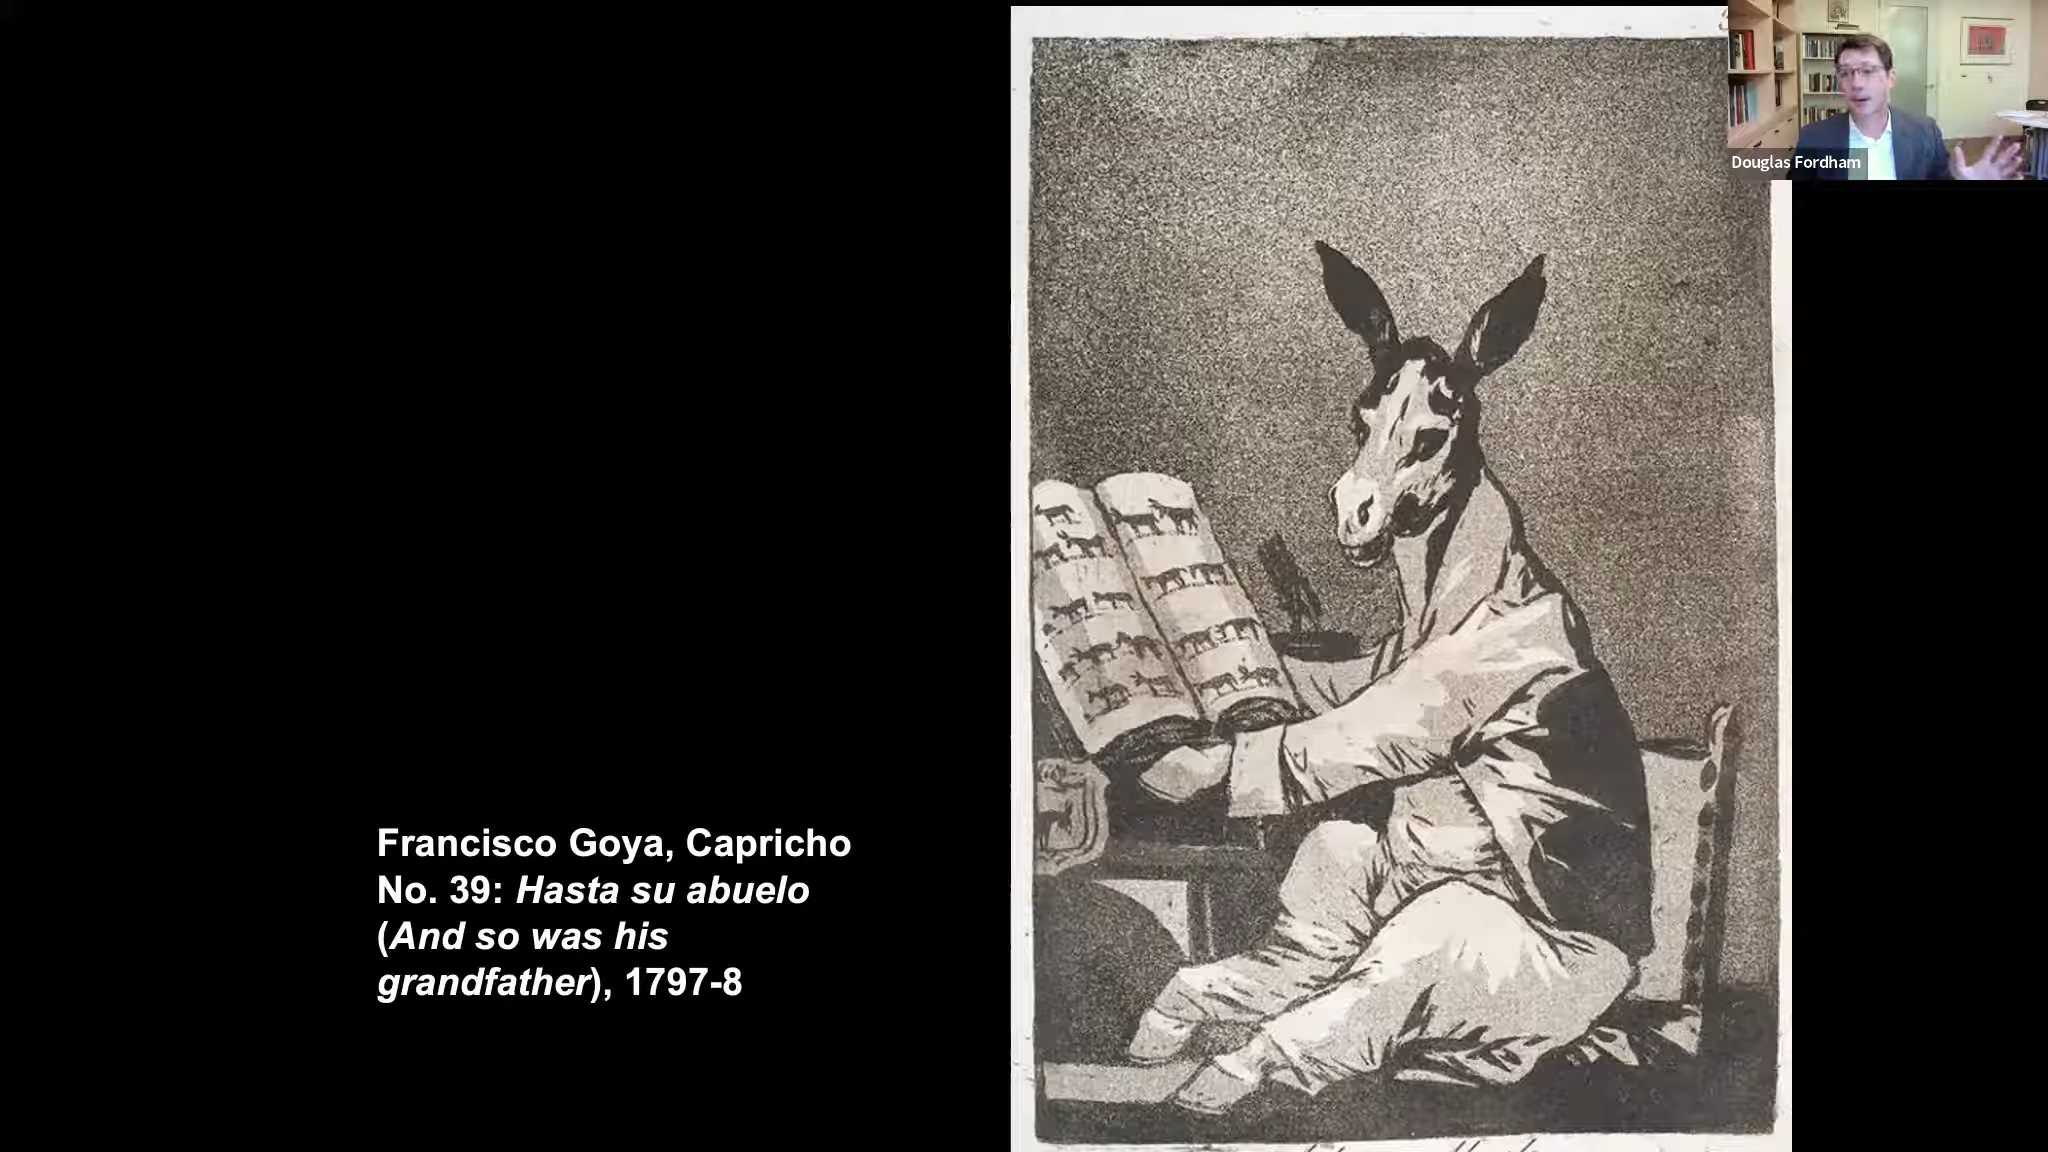 Douglas Fordham
Francisco Goya, Capricho
No. 39: Hasta su abuelo
(And so was his
grandfather), 1797-8